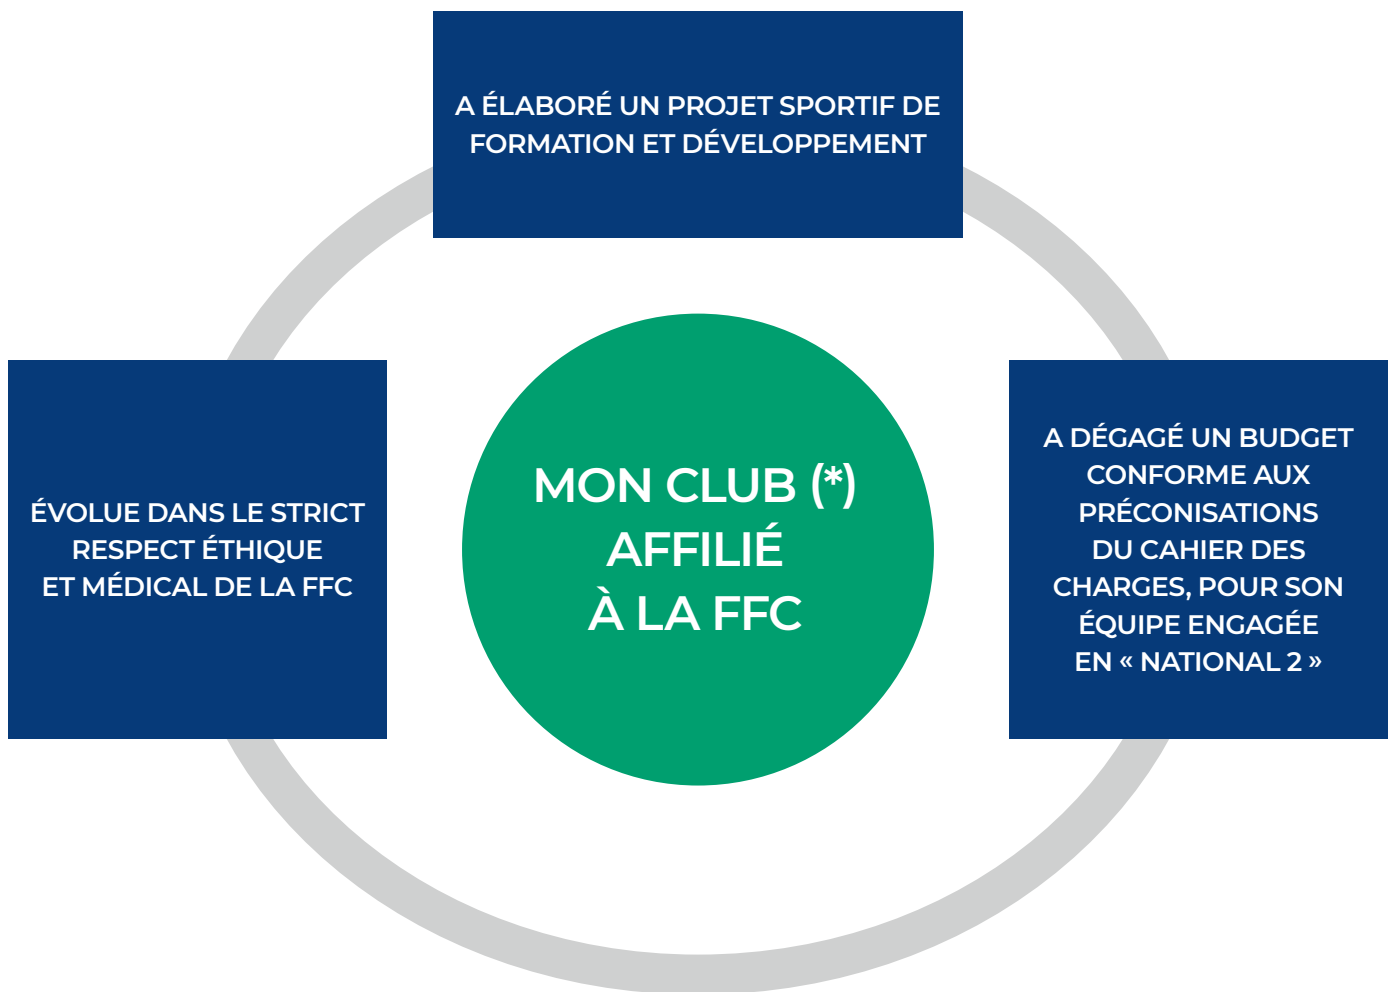 A ÉLABORÉ UN PROJET SPORTIF DE
FORMATION ET DÉVELOPPEMENT
ÉVOLUE DANS LE STRICT
RESPECT ÉTHIQUE
ET MÉDICAL DE LA FFC
MON CLUB (*)
AFFILIÉ
À LA FFC
A DÉGAGÉ UN BUDGET
CONFORME AUX
PRÉCONISATIONS
DU CAHIER DES
CHARGES, POUR SON
ÉQUIPE ENGAGÉE
EN « NATIONAL 2 »